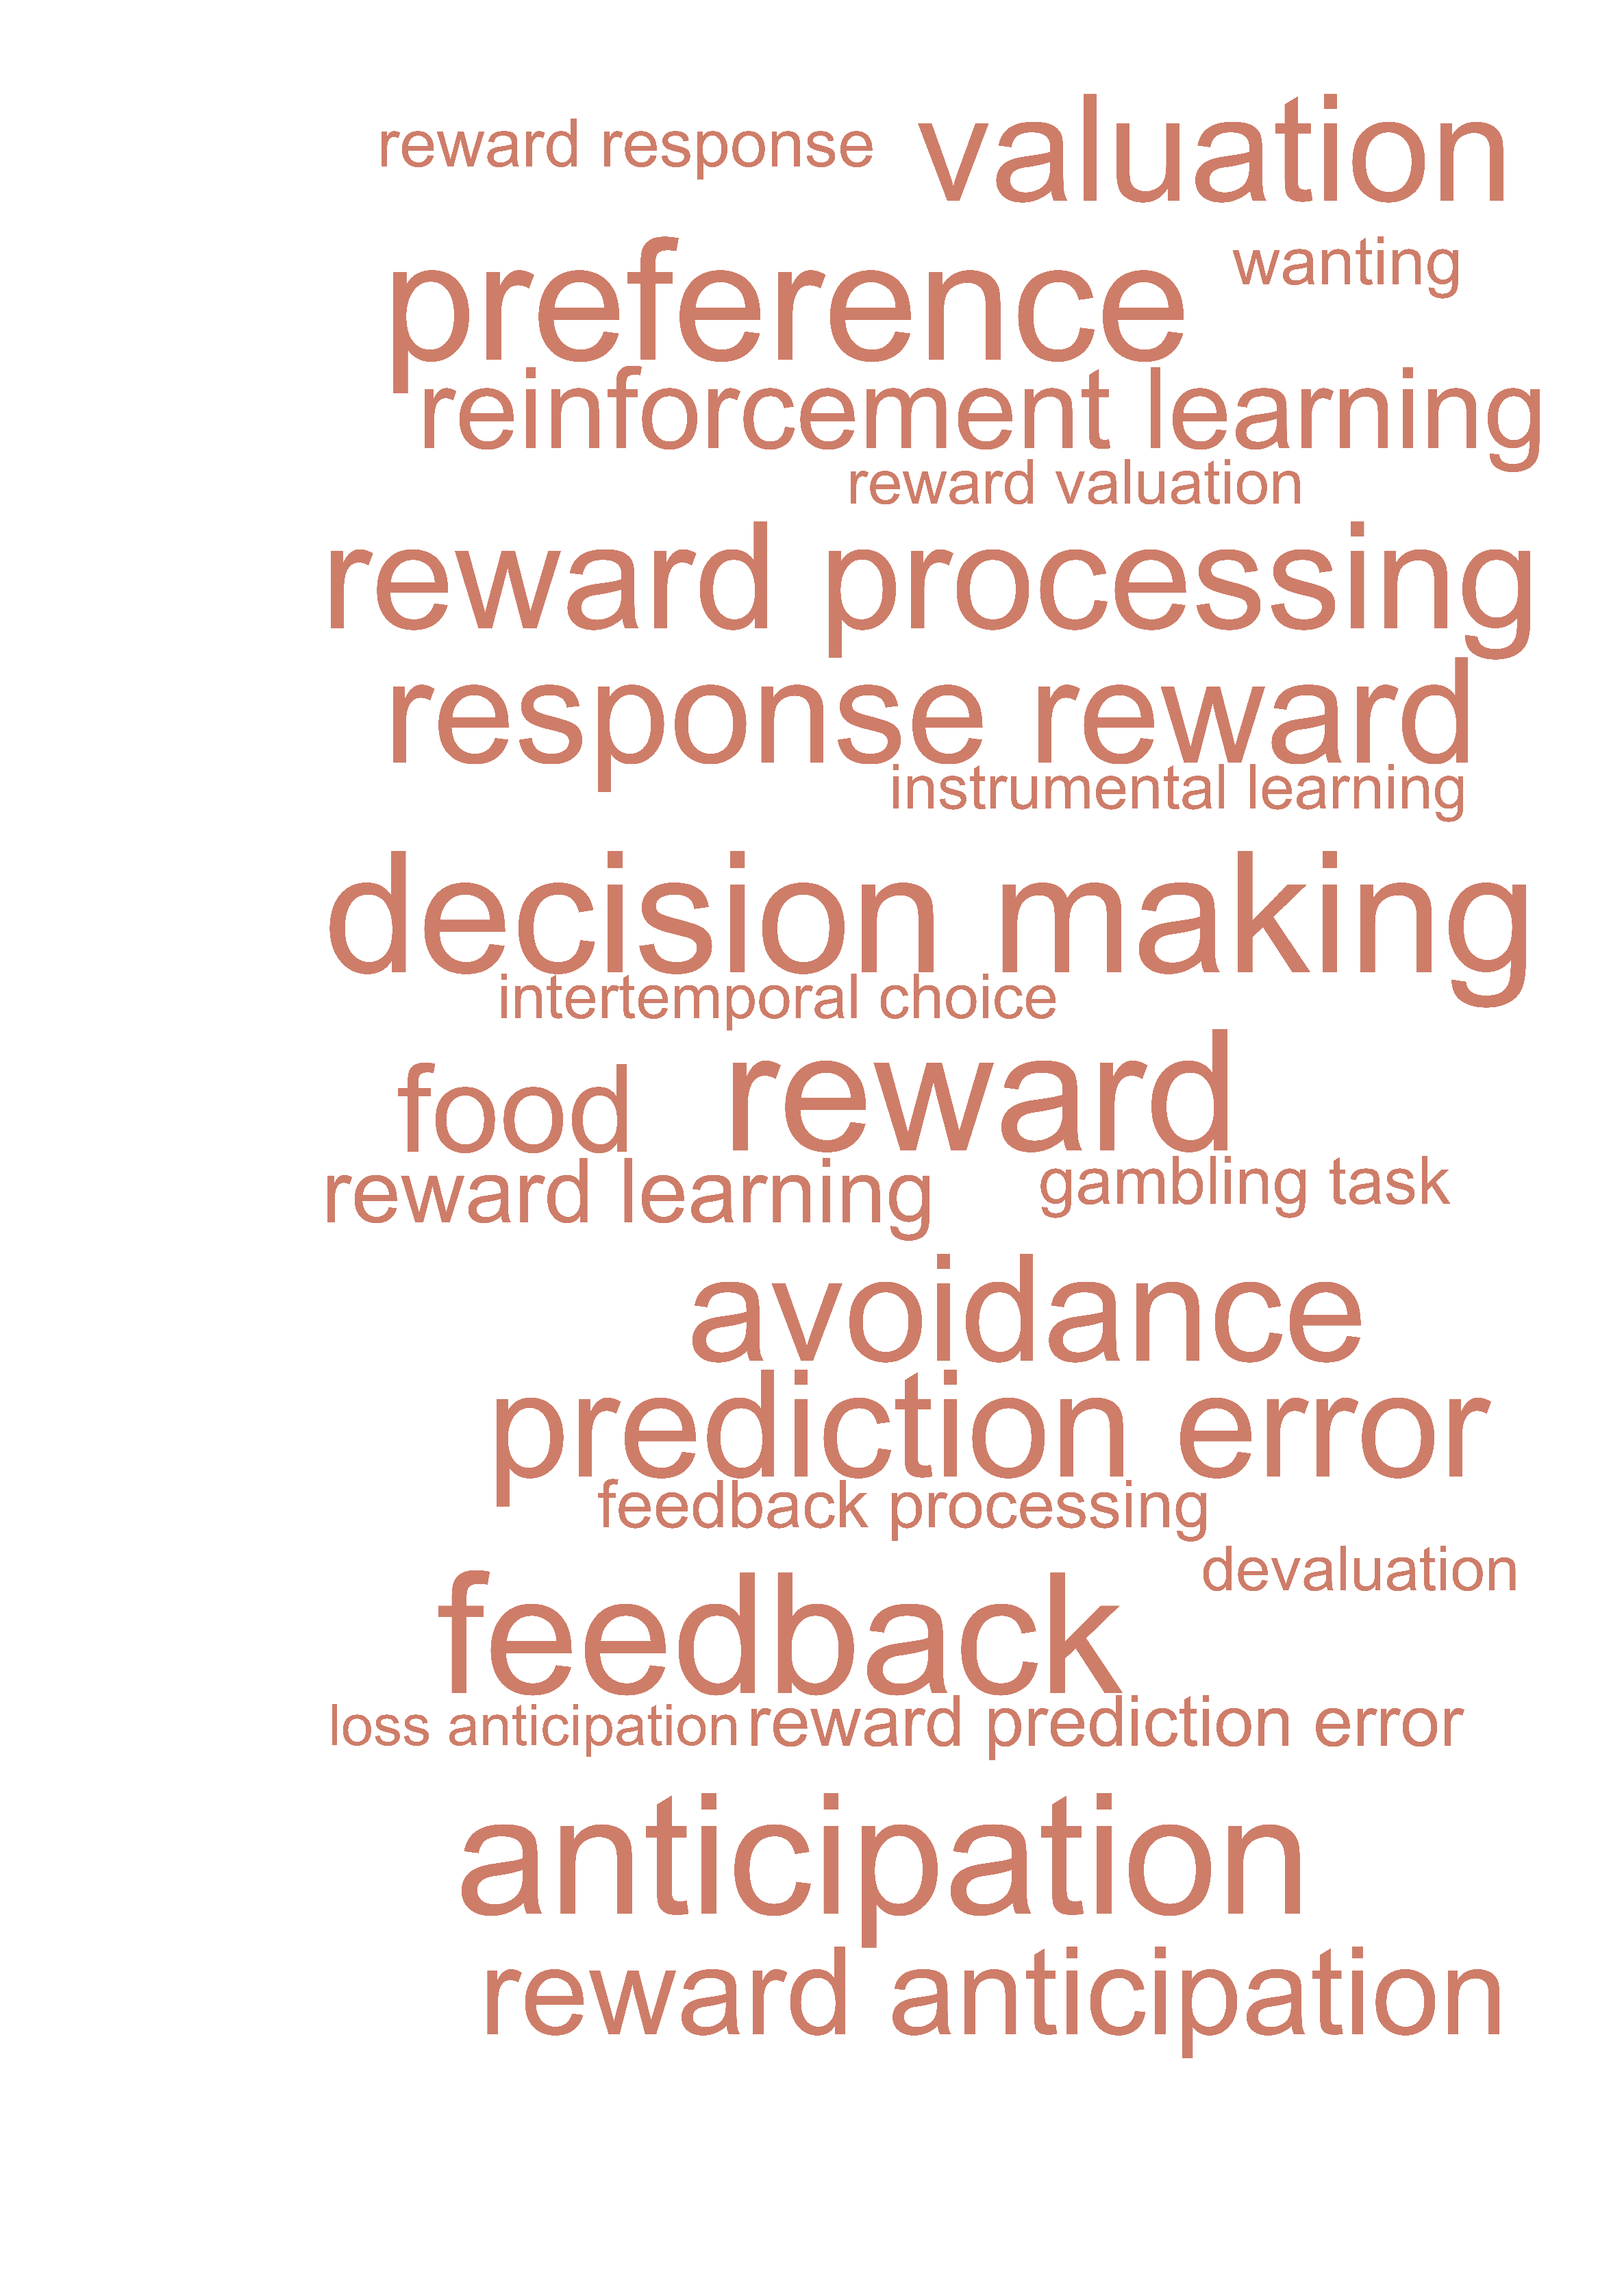 reward response valuation
preference wanting
reinforcement learning
reward valuation
reward processing
response reward
instrumental learning
decision making
intertemporal choice
food reward
reward learning gambling task
avoidance
prediction error
feedback processing
devaluation
feedback
loss anticipation reward prediction error
anticipation
reward anticipation